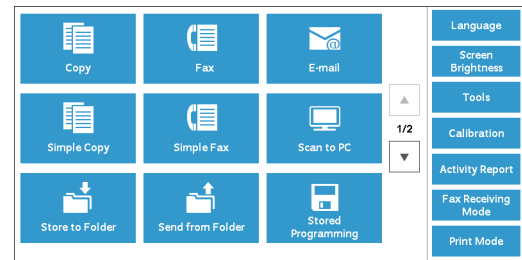 Copy
Fax
E-mail
Simple Copy
Simple Fax
Scan to PC
Store to Folder
Send from Folder
Stored
Programming
1/2
Language
Screen
Brightness
Tools
Calibration
Activity Report
Fax Receiving
Mode
Print Mode